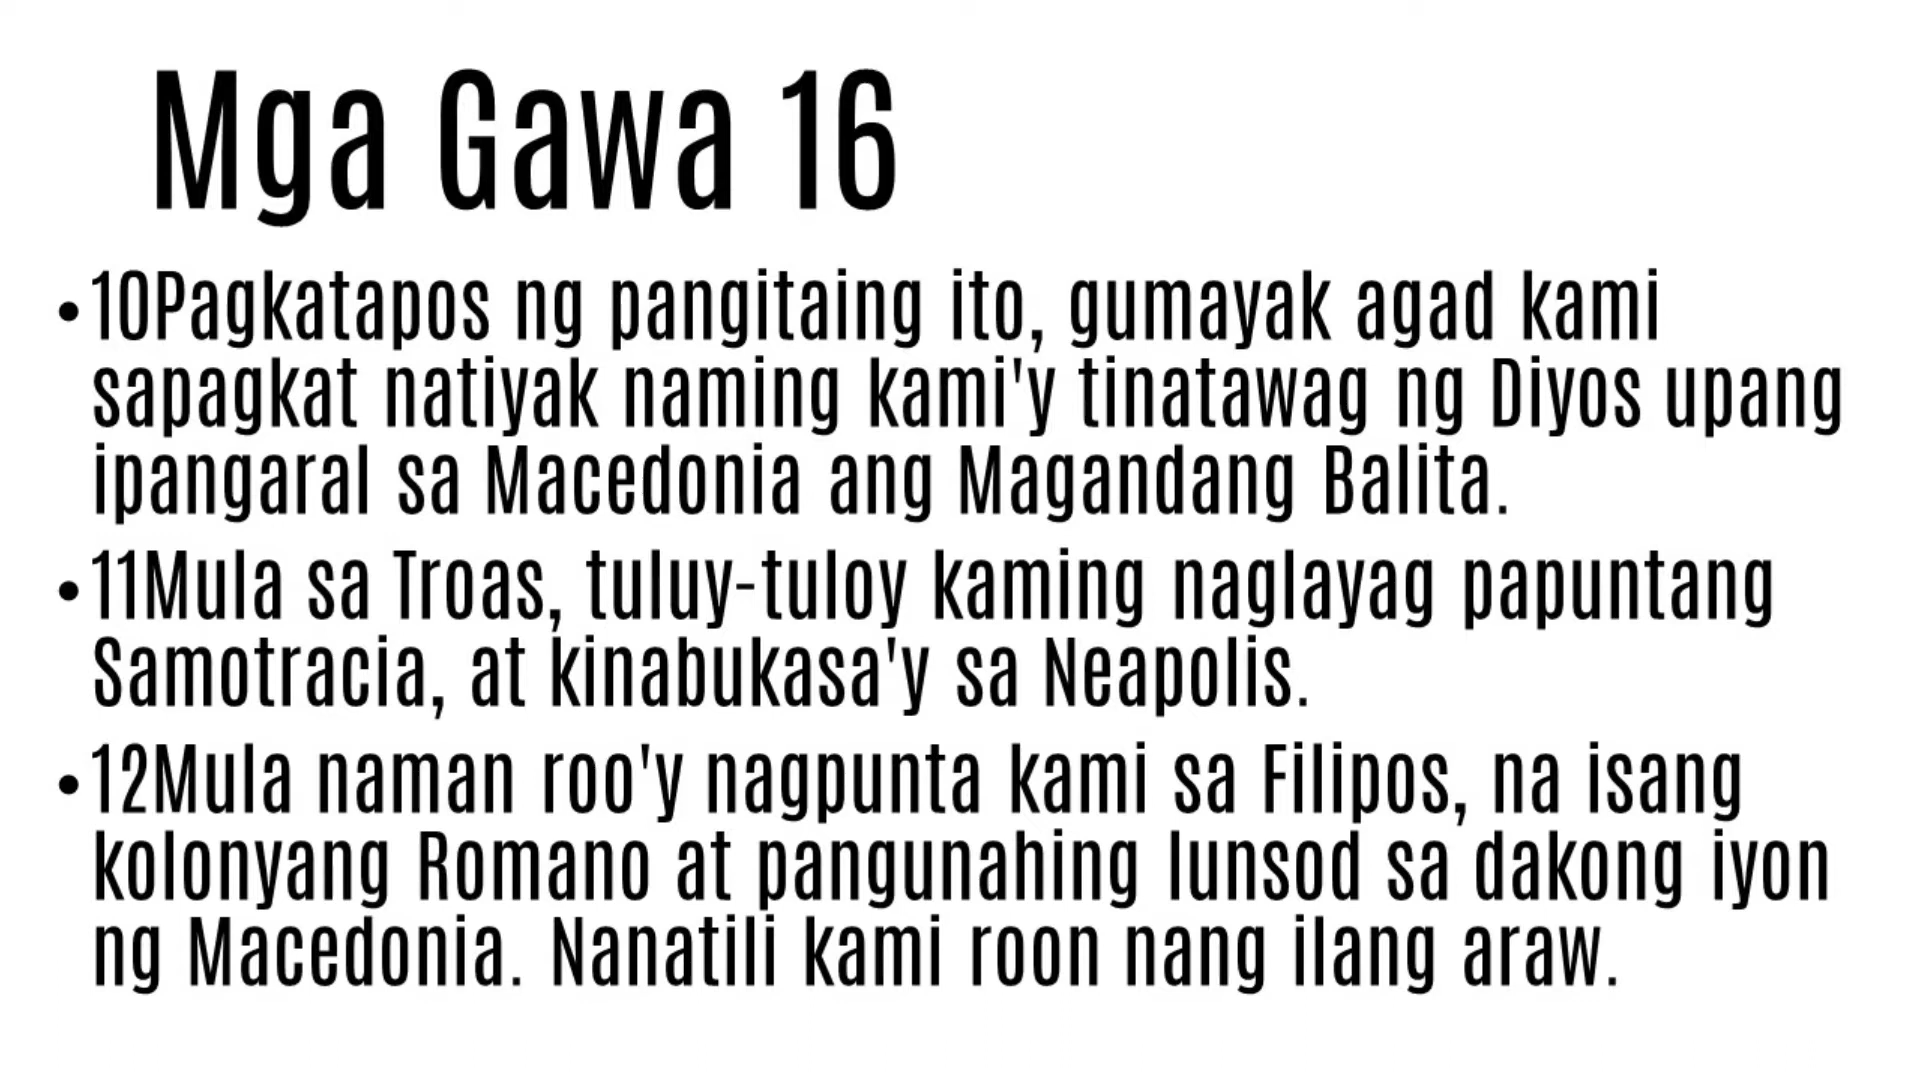 Mga Gawa 16
•10Pagkatapos ng pangitaing ito, gumayak agad kami
sapagkat natiyak naming kami'y tinatawag ng Diyos upang
ipangaral sa Macedonia ang Magandang Balita.
•11Mula sa Troas, tuluy-tuloy kaming naglayag papuntang
Samotracia, at kinabukasa'y sa Neapolis.
•12Mula naman roo'y nagpunta kami sa Filipos, na isang
kolonyang Romano at pangunahing lunsod sa dakong iyon
ng Macedonia. Nanatili kami roon nang ilang araw.